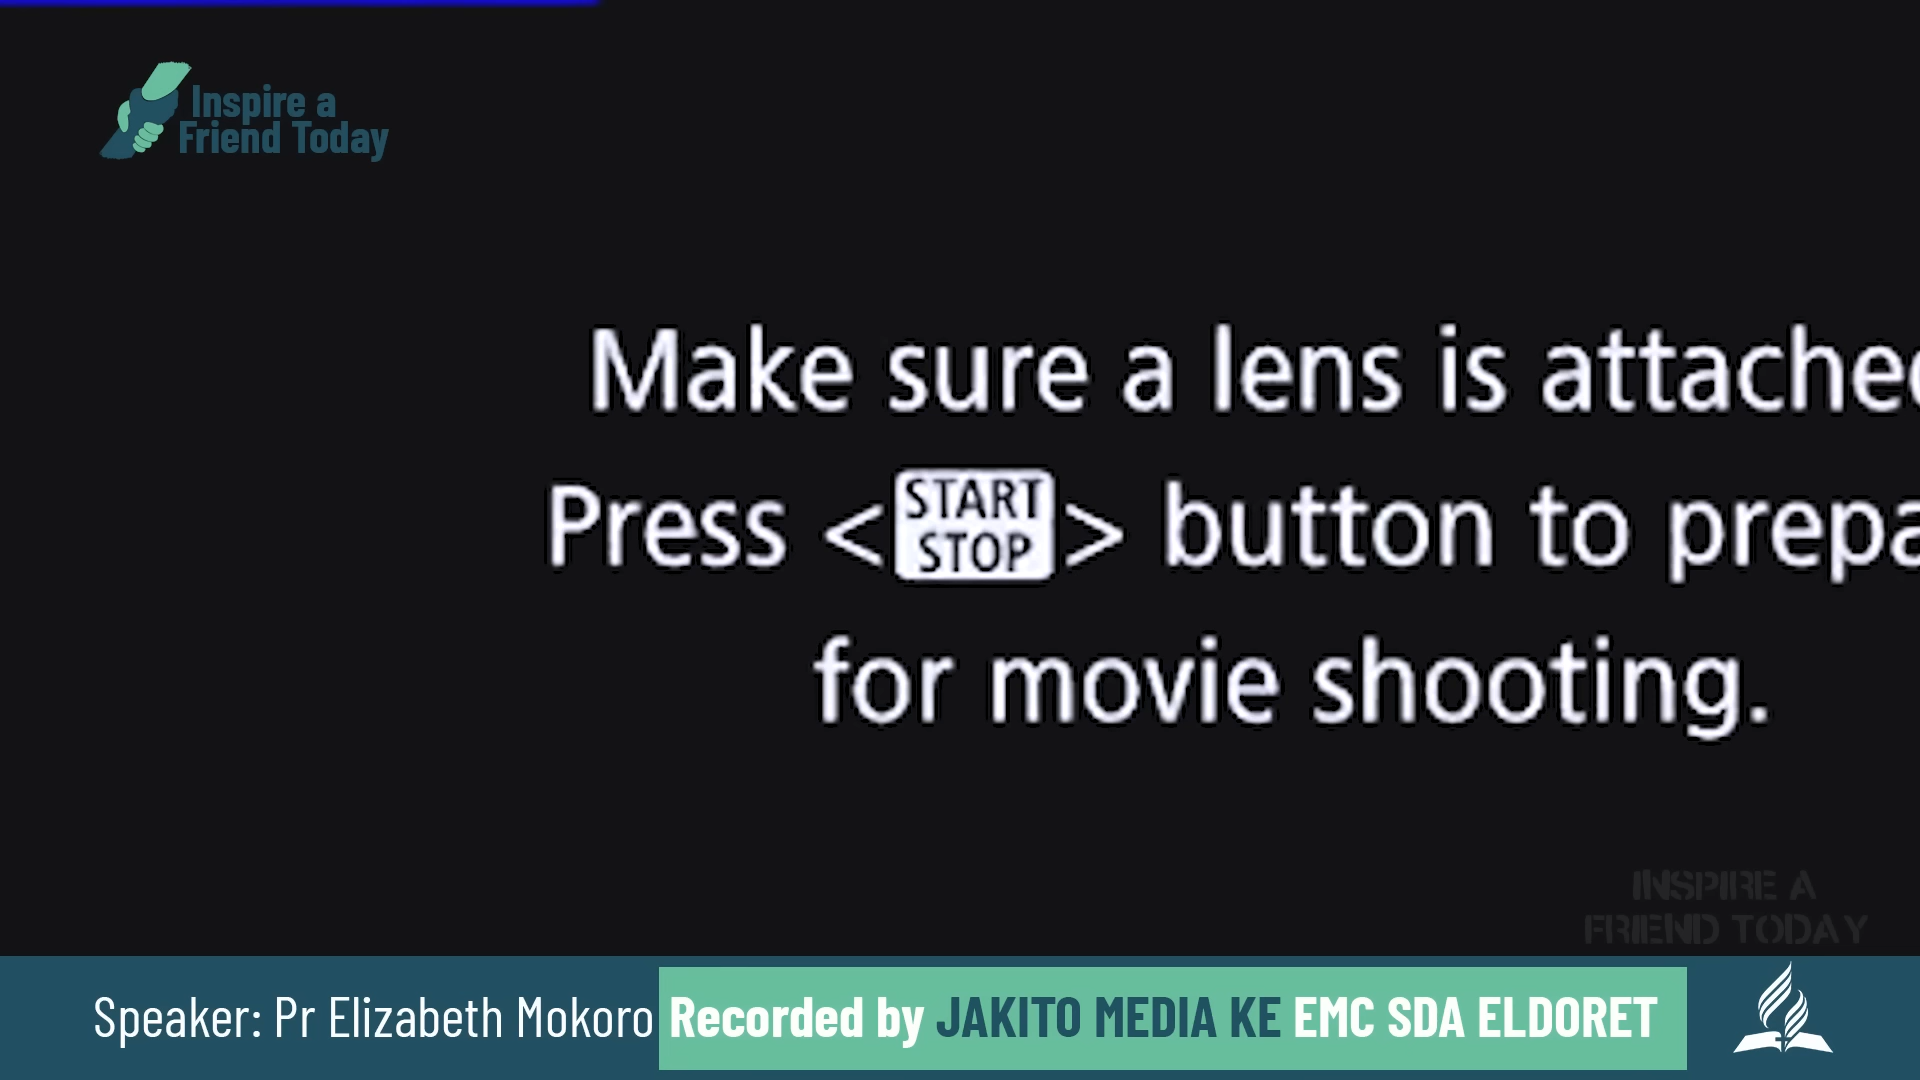 Inspire a
Friend Today
Make sure a lens is attached
Press <START STOP> button to prepa
for movie shooting.
INSPIRE A
FRIEND TODAY
Speaker: Pr Elizabeth Mokoro Recorded by JAKITO MEDIA KE EMC SDA ELDORET